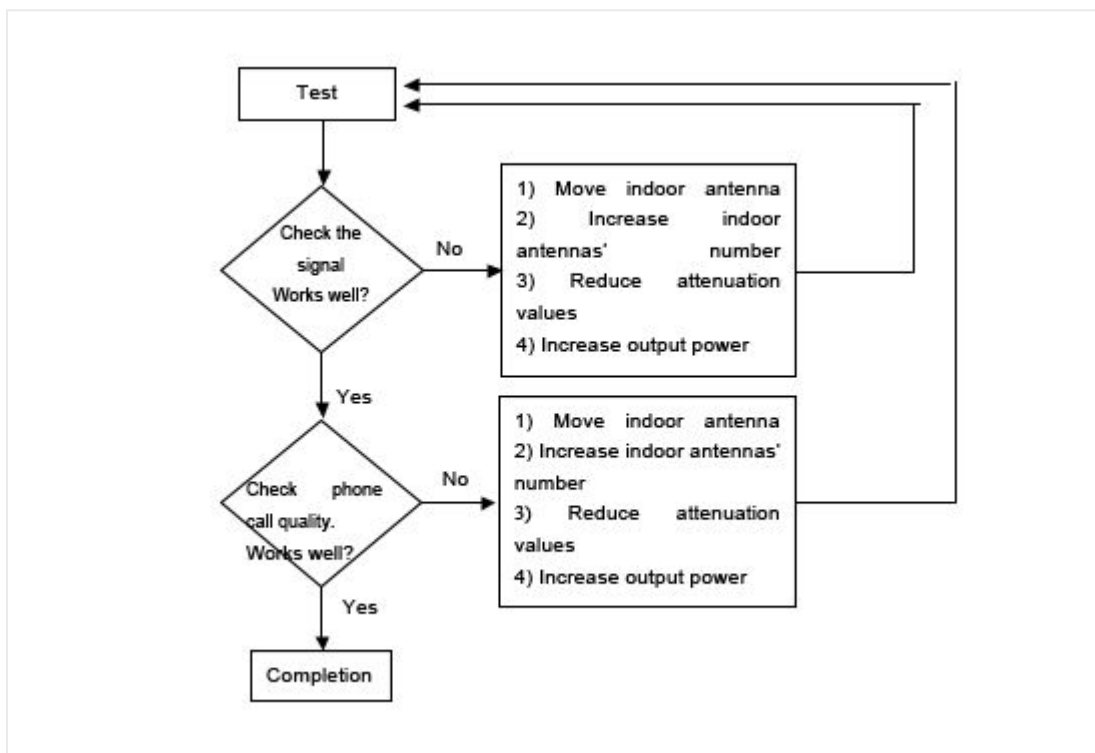 Test
Check the
signal
Works well?
No
1) Move indoor antenna
2) Increase indoor
antennas' number
3) Reduce attenuation
values
4) Increase output power
Yes
Check phone
call quality.
Works well?
No
1) Move indoor antenna
2) Increase indoor antennas'
number
3) Reduce attenuation
values
4) Increase output power
Yes
Completion